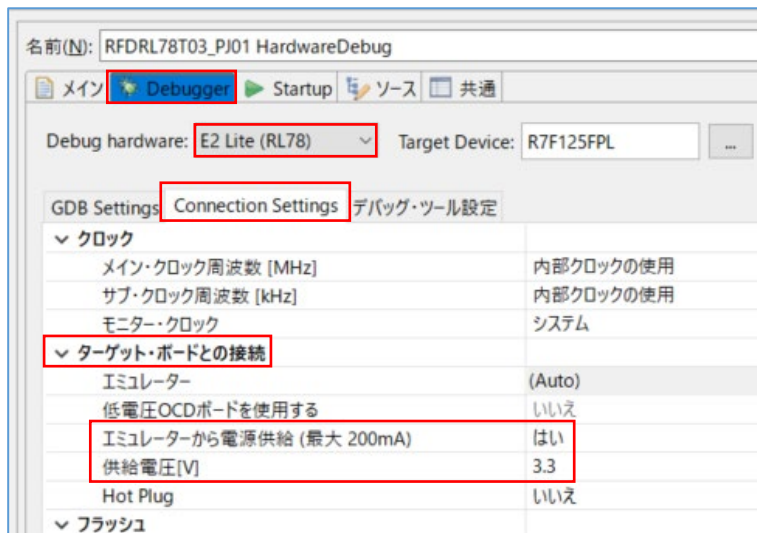 名前(N): RFDRL78T03_PJ01 HardwareDebug
メイン Debugger Startup ソース 共通
Debug hardware: E2 Lite (RL78) Target Device: R7F125FPL ...
GDB Settings Connection Settings デバッグ・ツール設定
クロック
メイン・クロック周波数 [MHz] 内部クロックの使用
サブ・クロック周波数 [kHz] 内部クロックの使用
モニター・クロック システム
ターゲット・ボードとの接続
エミュレーター (Auto)
低電圧OCDボードを使用する いいえ
エミュレーターから電源供給 (最大 200mA) はい
供給電圧[V] 3.3
Hot Plug いいえ
フラッシュ